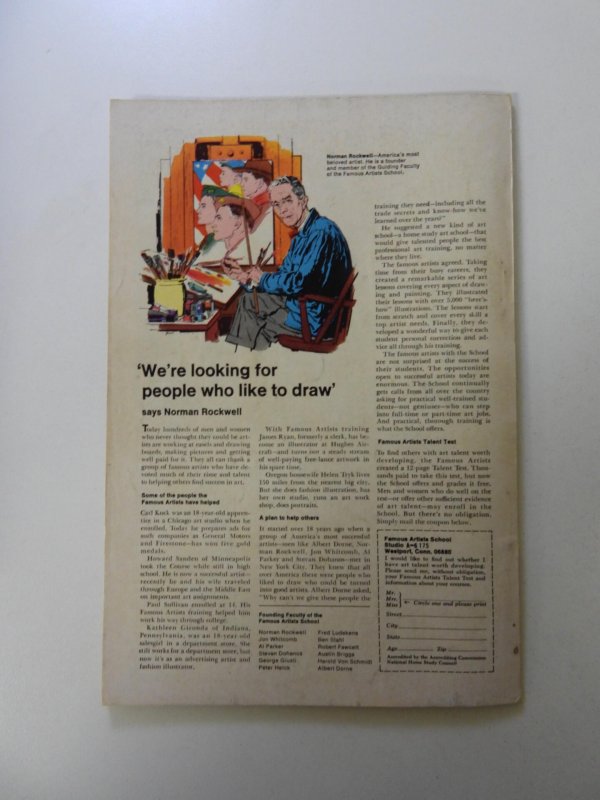 Norman Rockwell—America's most
beloved artist. He is a founder
and member of the Guiding Faculty
of the Famous Artists School.
'We're looking for
people who like to draw'
says Norman Rockwell
Today hundreds of men and women
who never thought they could be art-
ists are working at easels and drawing
boards, making pictures and getting
well paid for it. They all can thank a
group of famous artists who have de-
voted much of their time and talent
to helping others find success in art.
Some of the people the
Famous Artists have helped
Carl Kock was an 18-year-old appren-
tice in a Chicago art studio when he
enrolled. Today he prepares ads for
such companies as General Motors
and Firestone—has won five gold
medals.
Howard Sanden of Minneapolis
took the Course while still in high
school. He is now a successful artist—
recently he and his wife traveled
through Europe and the Middle East
on important art assignments.
Paul Sullivan enrolled at 14. His
Famous Artists training helped him
work his way through college.
Kathleen Gironda of Indiana,
Pennsylvania, was an 18-year-old
salesgirl in a department store. She
still works for a department store, but
now it's as an advertising artist and
fashion illustrator.
With Famous Artists training
James Ryan, formerly a clerk, has be-
come an illustrator at Hughes Air-
craft—and turns out a steady stream
of well-paying free-lance artwork in
his spare time.
Oregon housewife Helen Tryk lives
150 miles from the nearest big city.
But she does fashion illustration, has
her own studio, runs an art work
shop, does portraits.
A plan to help others
It started over 18 years ago when a
group of America's most successful
artists—men like Albert Dorne, Nor-
man Rockwell, Jon Whitcomb, Al
Parker and Stevan Dohanos—met in
New York City. They knew that all
over America there were people who
liked to draw who could be turned
into good artists. Albert Dorne asked,
"Why can't we give these people the
Founding Faculty of the
Famous Artists School
Norman Rockwell
Jon Whitcomb
Al Parker
Stevan Dohanos
George Giusti
Peter Helck
Fred Ludekens
Ben Stahl
Robert Fawcett
Austin Briggs
Harold Von Schmidt
Albert Dorne
training they need—including all the
trade secrets and know-how we've
learned over the years?"
He suggested a new kind of art
school—a home study art school—that
would give talented people the best
professional art training, no matter
where they live.
The famous artists agreed. Taking
time from their busy careers, they
created a remarkable series of art
lessons covering every aspect of draw-
ing and painting. They illustrated
their lessons with over 5,000 "here's-
how" illustrations. The lessons start
from scratch and cover every skill a
top artist needs. Finally, they de-
veloped a wonderful way to give each
student personal correction and ad-
vice all through his training.
The famous artists with the School
are not surprised at the success of
their students. The opportunities
open to successful artists today are
enormous. The School continually
gets calls from all over the country
asking for practical well-trained stu-
dents—not geniuses—who can step
into full-time or part-time art jobs.
And practical, thorough training is
what the School offers.
Famous Artists Talent Test
To find others with art talent worth
developing, the Famous Artists
created a 12-page Talent Test. Thou-
sands paid to take this test, but now
the School offers and grades it free.
Men and women who do well on the
test—or offer other sufficient evidence
of art talent—may enroll in the
School. But there's no obligation.
Simply mail the coupon below.
Famous Artists School
Studio A-6175
Westport, Conn. 06880
I would like to find out whether I
have art talent worth developing.
Please send me, without obligation,
your Famous Artists Talent Test and
information about your courses.
Mr.
Mrs.
Miss
← Circle one and please print
Street
City
State
Age Zip
Accredited by the Accrediting Commission
National Home Study Council